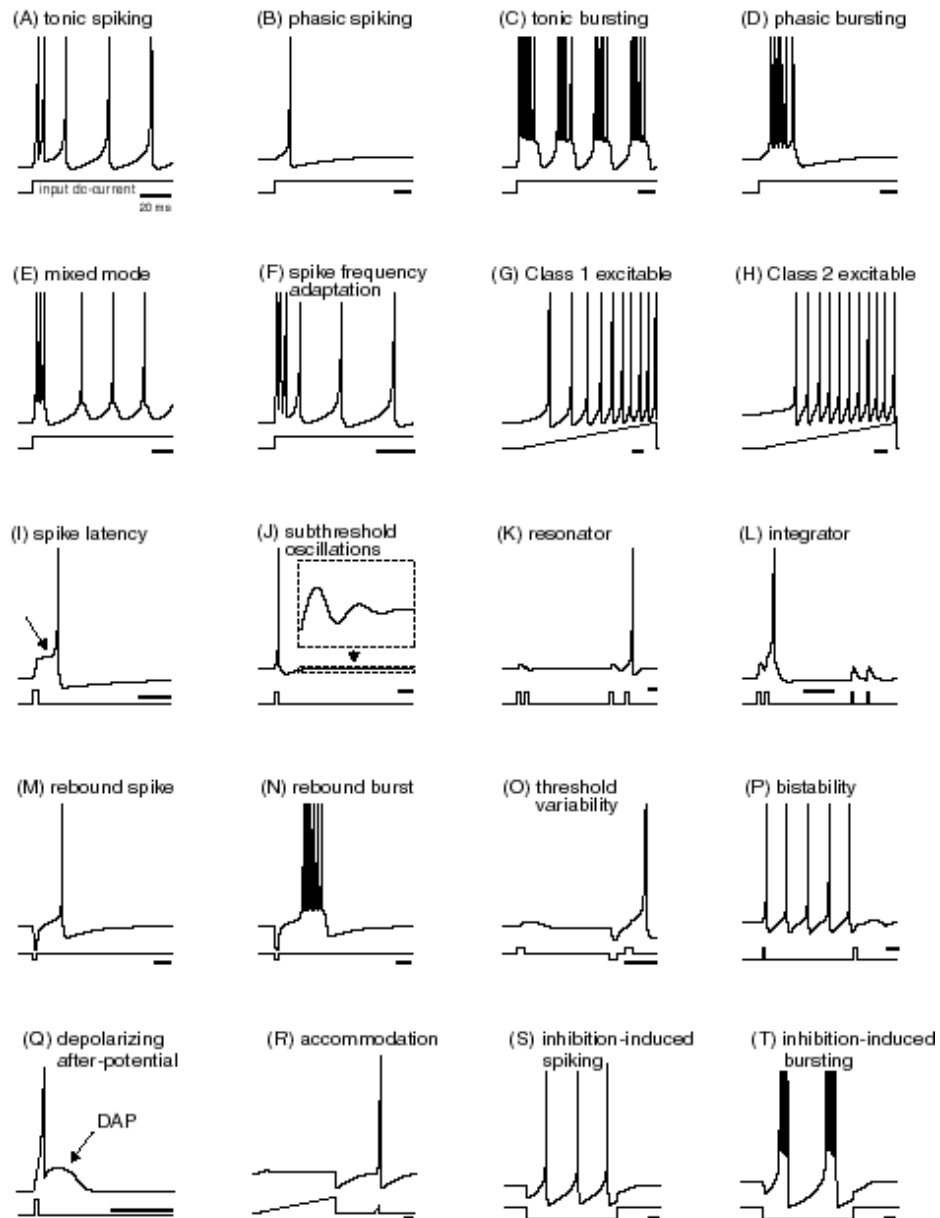 (A) tonic spiking
(B) phasic spiking
(C) tonic bursting
(D) phasic bursting
input dc-current
20 ms
(E) mixed mode
(F) spike frequency
adaptation
(G) Class 1 excitable
(H) Class 2 excitable
(I) spike latency
(J) subthreshold
oscillations
(K) resonator
(L) integrator
(M) rebound spike
(N) rebound burst
(O) threshold
variability
(P) bistability
(Q) depolarizing
after-potential
DAP
(R) accommodation
(S) inhibition-induced
spiking
(T) inhibition-induced
bursting